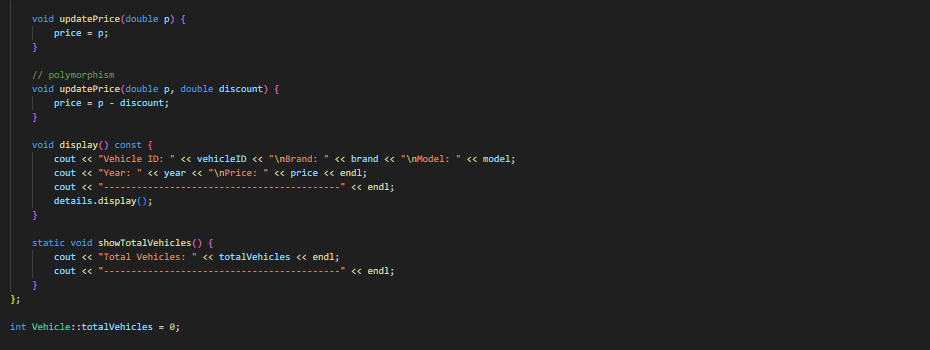 void updatePrice(double p) {
price = p;
}
// polymorphism
void updatePrice(double p, double discount) {
price = p - discount;
}
void display() const {
cout << "Vehicle ID: " << vehicleID << "\nBrand: " << brand << "\nModel: " << model;
cout << "Year: " << year << "\nPrice: " << price << endl;
cout << "-------------------------------------------" << endl;
details.display();
}
static void showTotalVehicles() {
cout << "Total Vehicles: " << totalVehicles << endl;
cout << "-------------------------------------------" << endl;
}
};
int Vehicle::totalVehicles = 0;